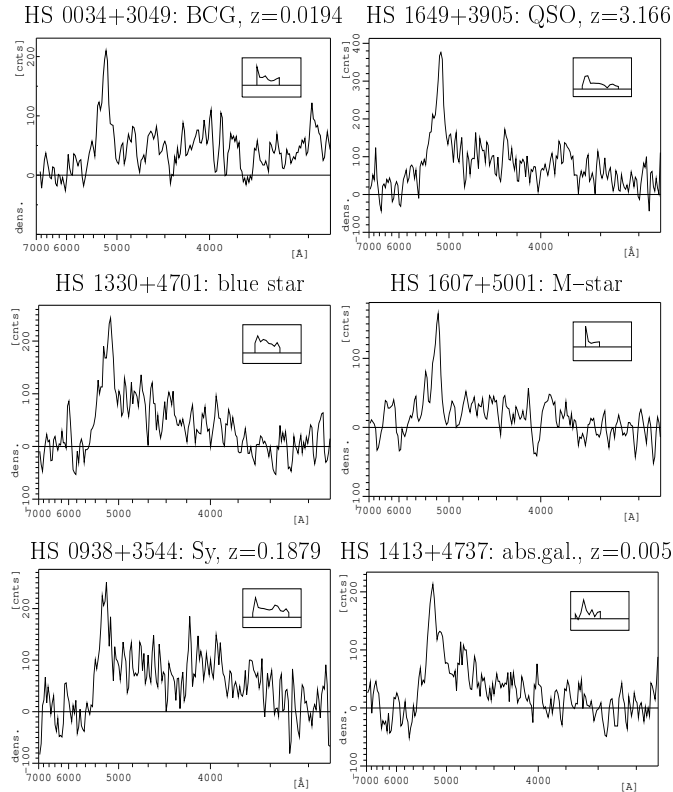 HS 0034+3049: BCG, z=0.0194
[cnts]
200
100
0
dens.
7000 6000 5000 4000
[A]
HS 1649+3905: QSO, z=3.166
[cnts]
400
300
200
100
0
-100
dens.
-7000 6000 5000 4000
[Å]
HS 1330+4701: blue star
[cnts]
200
100
0
-100
dens.
-7000 6000 5000 4000
[A]
HS 1607+5001: M–star
[cnts]
100
0
-100
dens.
7000 6000 5000 4000
[A]
HS 0938+3544: Sy, z=0.1879
[cnts]
200
100
0
-100
dens.
-7000 6000 5000 4000
[Å]
HS 1413+4737: abs.gal., z=0.005
[cnts]
200
100
0
-100
dens.
7000 6000 5000 4000
[A]